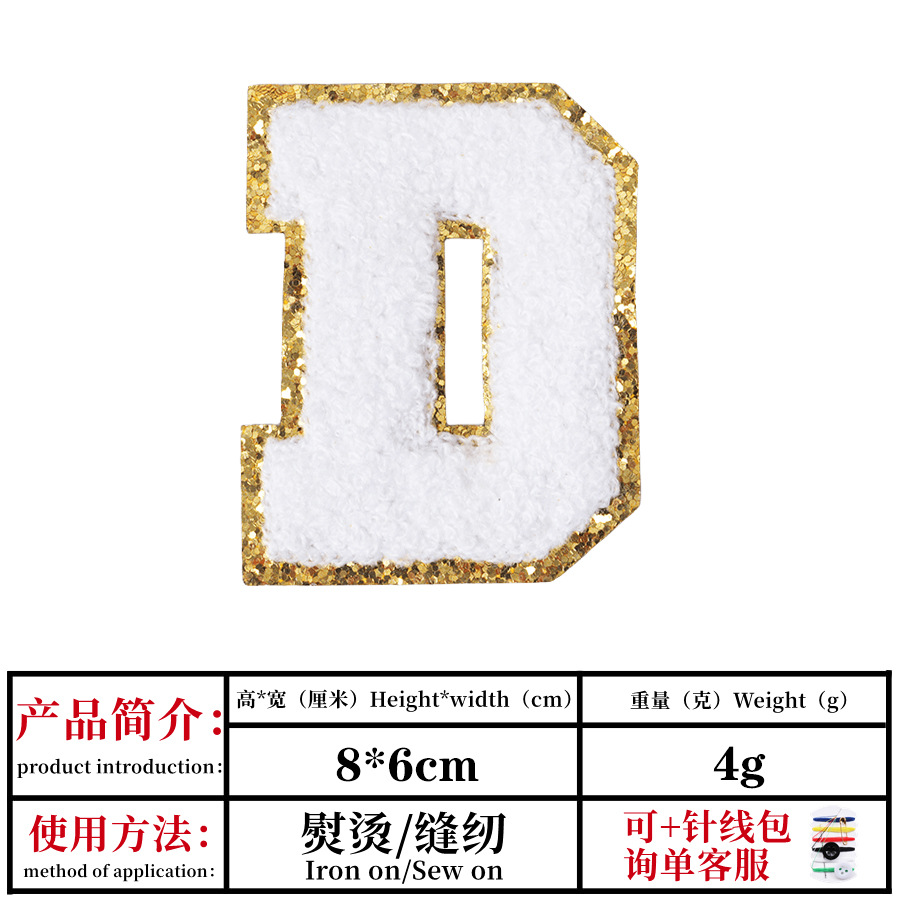 D
产品简介：
product introduction：
高*宽（厘米）Height*width（cm）
重量（克）Weight（g）
8*6cm
4g
使用方法：
method of application：
熨烫/缝纫
Iron on/Sew on
可+针线包
询单客服